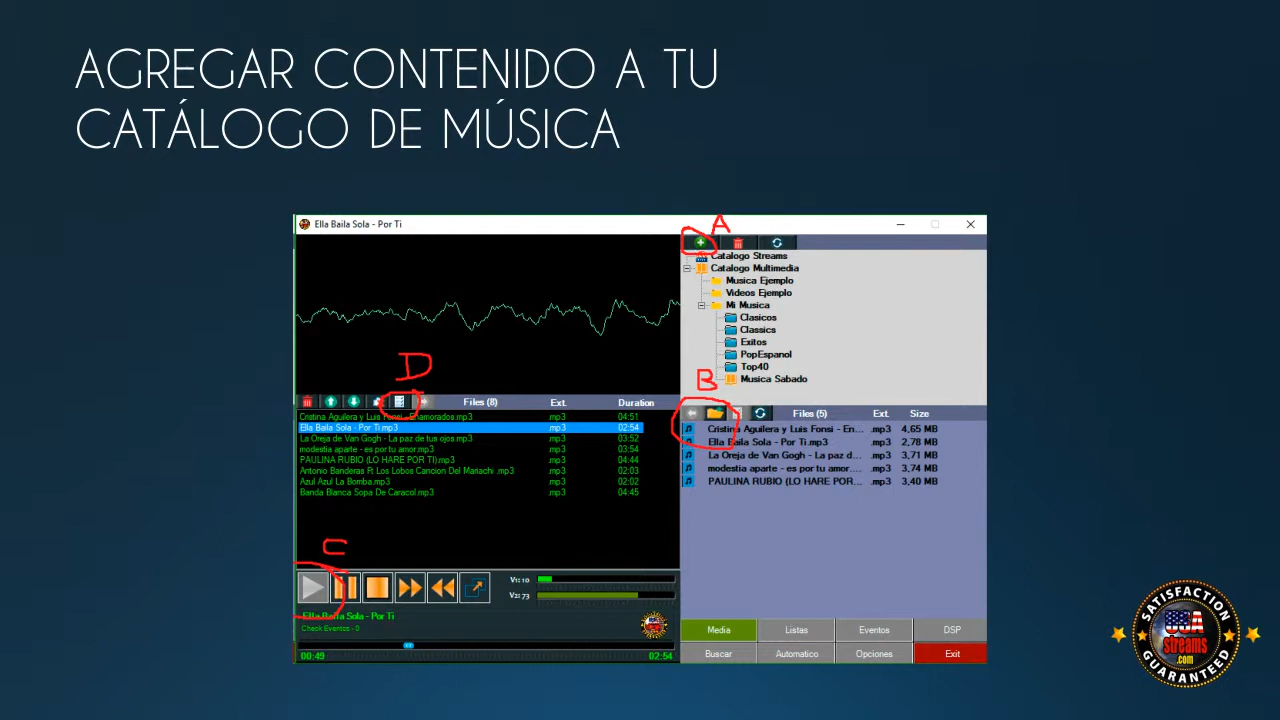 AGREGAR CONTENIDO A TU
CATÁLOGO DE MÚSICA
Ella Baila Sola - Por Ti
A
Catalogo Streams
Catalogo Multimedia
Musica Ejemplo
Videos Ejemplo
Mi Musica
Clasicos
Classics
Exitos
PopEspanol
Top40
Musica Sabado
D
B
Files (8) Ext. Duration
Cristina Aguilera y Luis Fonsi - Enamorados.mp3 .mp3 04:51
Ella Baila Sola - Por Ti.mp3 .mp3 02:54
La Oreja de Van Gogh - La paz de tus ojos.mp3 .mp3 03:52
modestia aparte - es por tu amor.mp3 .mp3 03:54
PAULINA RUBIO (LO HARE POR TI).mp3 .mp3 04:44
Antonio Banderas Ft Los Lobos Cancion Del Mariachi .mp3 .mp3 02:03
Azul Azul La Bomba.mp3 .mp3 02:02
Banda Blanca Sopa De Caracol.mp3 .mp3 04:45
Files (5) Ext. Size
Cristina Aguilera y Luis Fonsi - En... .mp3 4,65 MB
Ella Baila Sola - Por Ti.mp3 .mp3 2,78 MB
La Oreja de Van Gogh - La paz d... .mp3 3,71 MB
modestia aparte - es por tu amor.... .mp3 3,74 MB
PAULINA RUBIO (LO HARE POR... .mp3 3,40 MB
C
V1: 10
V2: 73
Ella Baila Sola - Por Ti
Check Eventos - 0
00:49 02:54
Media Listas Eventos DSP
Buscar Automatico Opciones Exit
SATISFACTION
USA
streams
.com
GUARANTEED